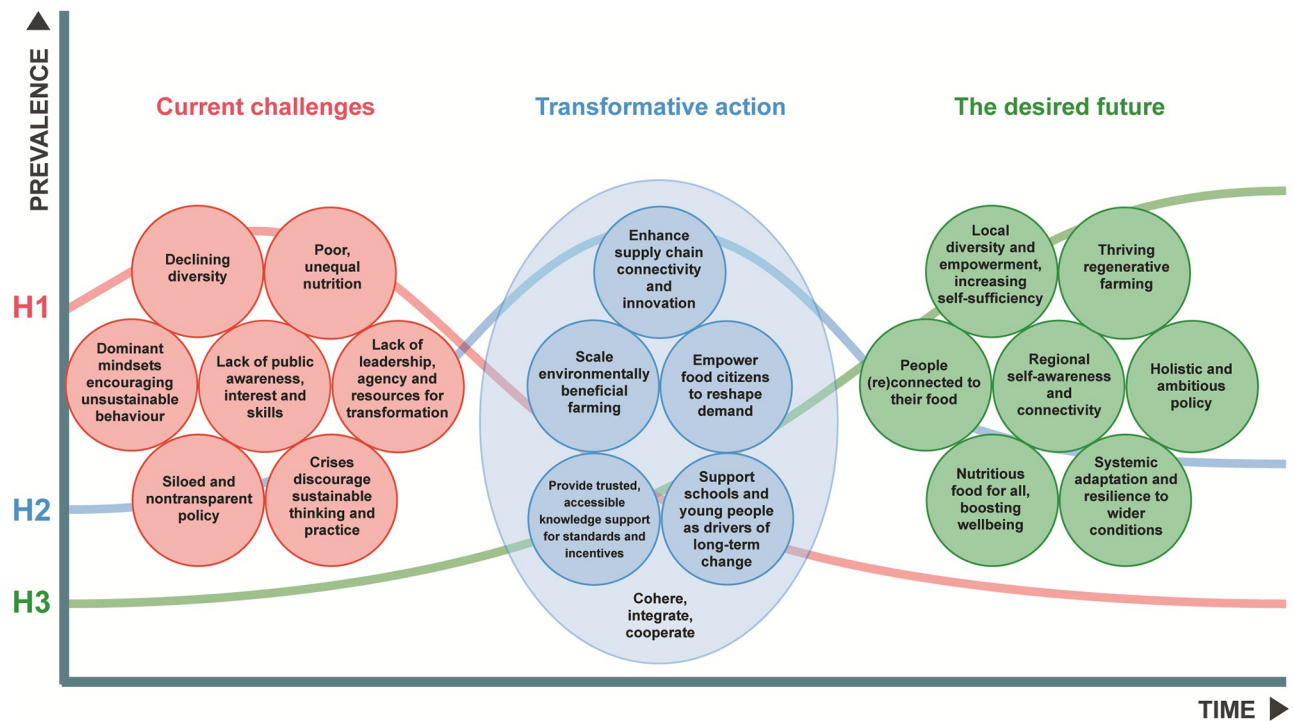 PREVALENCE
Current challenges
Transformative action
The desired future
H1
H2
H3
Declining
diversity
Poor,
unequal
nutrition
Dominant
mindsets
encouraging
unsustainable
behaviour
Lack of public
awareness,
interest and
skills
Lack of
leadership,
agency and
resources for
transformation
Siloed and
nontransparent
policy
Crises
discourage
sustainable
thinking and
practice
Enhance
supply chain
connectivity
and
innovation
Scale
environmentally
beneficial
farming
Empower
food citizens
to reshape
demand
Provide trusted,
accessible
knowledge support
for standards and
incentives
Support
schools and
young people
as drivers of
long-term
change
Cohere,
integrate,
cooperate
Local
diversity and
empowerment,
increasing
self-sufficiency
Thriving
regenerative
farming
People
(re)connected to
their food
Regional
self-awareness
and
connectivity
Holistic and
ambitious
policy
Nutritious
food for all,
boosting
wellbeing
Systemic
adaptation and
resilience to
wider
conditions
TIME